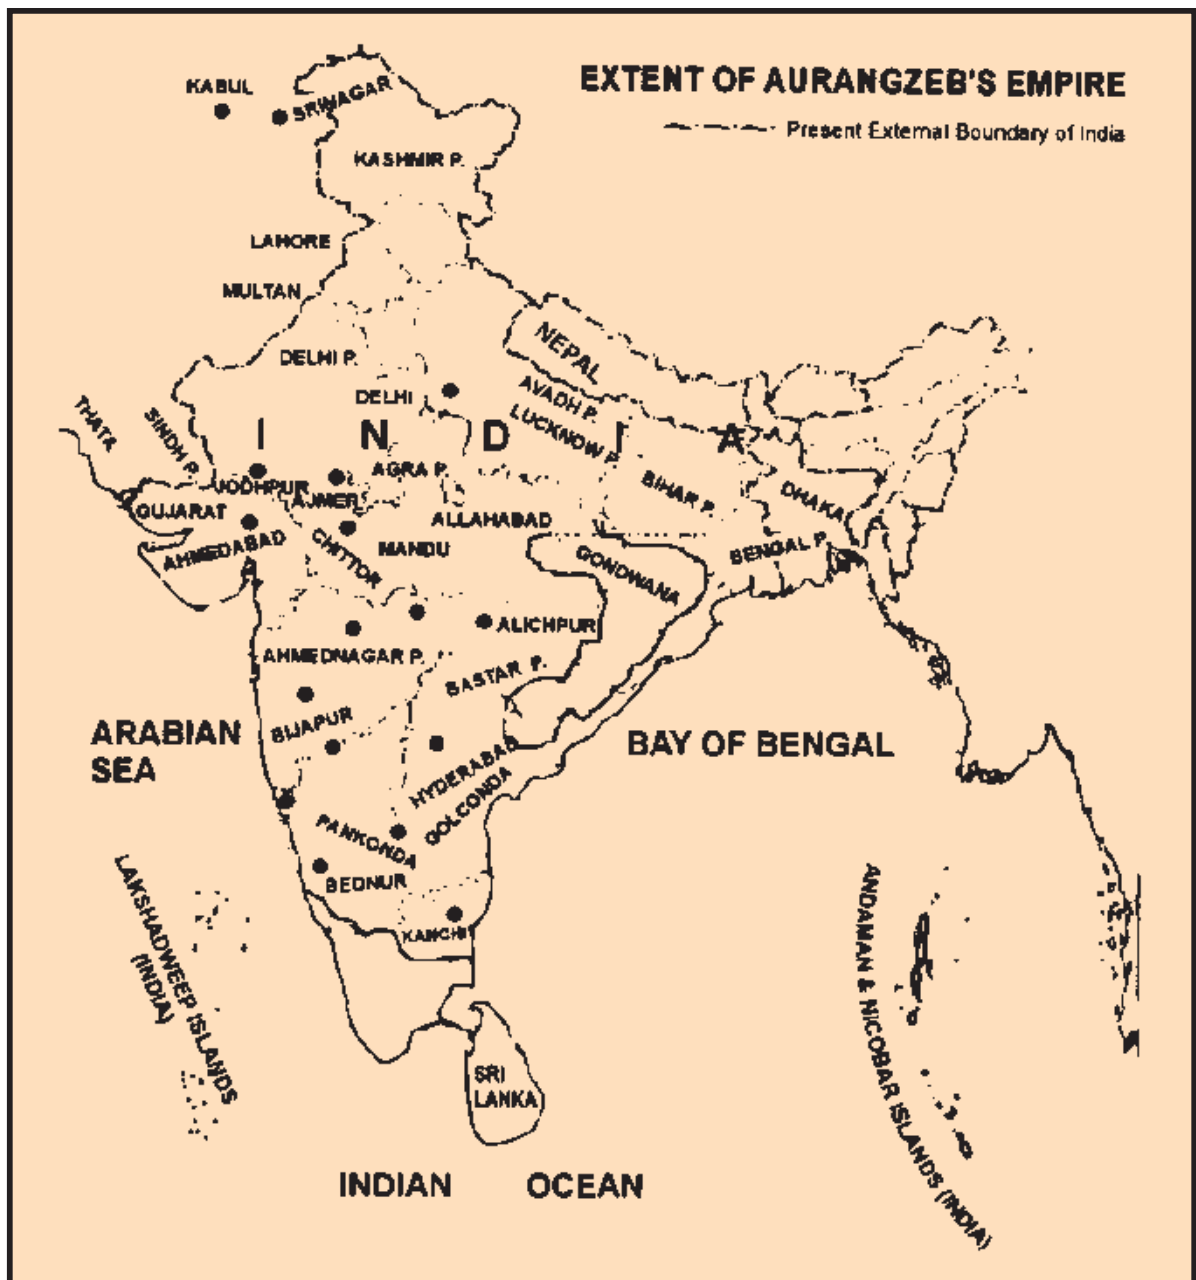 EXTENT OF AURANGZEB'S EMPIRE
Present External Boundary of India
KABUL
SRINAGAR
KASHMIR P.
LAHORE
MULTAN
DELHI P.
NEPAL
DELHI
AVADH P.
LUCKNOW P.
THATA
SINDH P.
I N D I A
JODHPUR
AJMER
AGRA P.
BIHAR P.
DHAKA
GUJARAT
AHMEDABAD
CHITTOR
MANDU
ALLAHABAD
BENGAL P.
GONDWANA
ALICHPUR
AHMEDNAGAR P.
BASTAR P.
BIJAPUR
ARABIAN
SEA
BAY OF BENGAL
HYDERABAD
GOLCONDA
PANKONDA
BEDNUR
KANCHI
LAKSHADWEEP ISLANDS
(INDIA)
ANDAMAN & NICOBAR ISLANDS (INDIA)
SRI
LANKA
INDIAN OCEAN